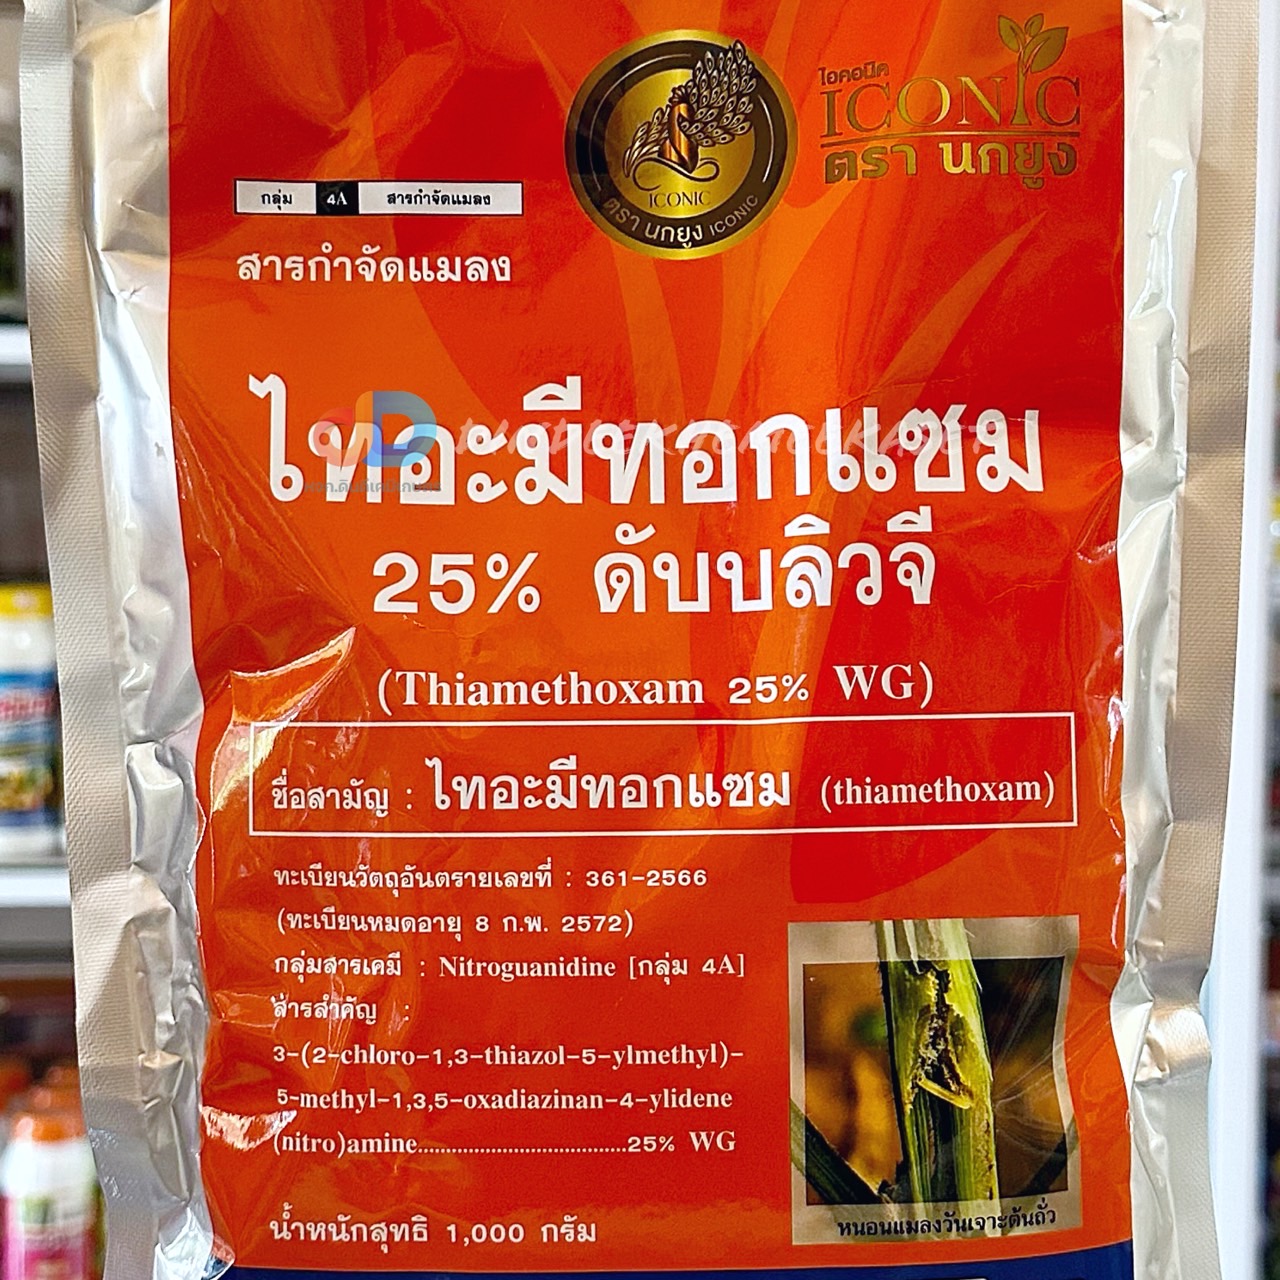 ไอคอนิค
ICONIC
ตรา นกยูง
ICONIC
ตรา นกยูง ICONIC
กลุ่ม 4A สารกำจัดแมลง
สารกำจัดแมลง
ไทอะมีทอกแซม
25% ดับบลิวจี
(Thiamethoxam 25% WG)
ชื่อสามัญ : ไทอะมีทอกแซม (thiamethoxam)
ทะเบียนวัตถุอันตรายเลขที่ : 361-2566
(ทะเบียนหมดอายุ 8 ก.พ. 2572)
กลุ่มสารเคมี : Nitroguanidine [กลุ่ม 4A]
สารสำคัญ :
3-(2-chloro-1,3-thiazol-5-ylmethyl)-
5-methyl-1,3,5-oxadiazinan-4-ylidene
(nitro)amine....................................25% WG
หนอนแมลงวันเจาะต้นถั่ว
น้ำหนักสุทธิ 1,000 กรัม